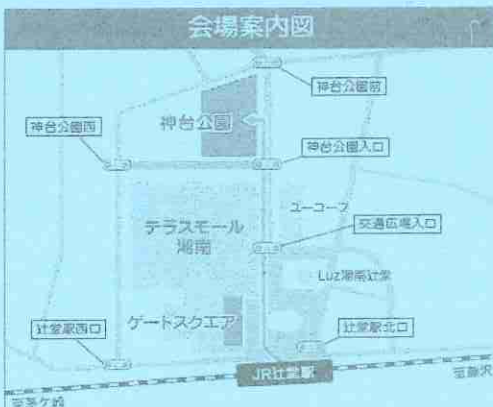 会場案内図
神台公園前
神台公園
神台公園西
神台公園入口
ユーコープ
テラスモール
湘南
交通広場入口
Luz湘南辻堂
ゲートスクエア
辻堂駅西口
辻堂駅北口
JR辻堂駅
至茅ヶ崎
至藤沢